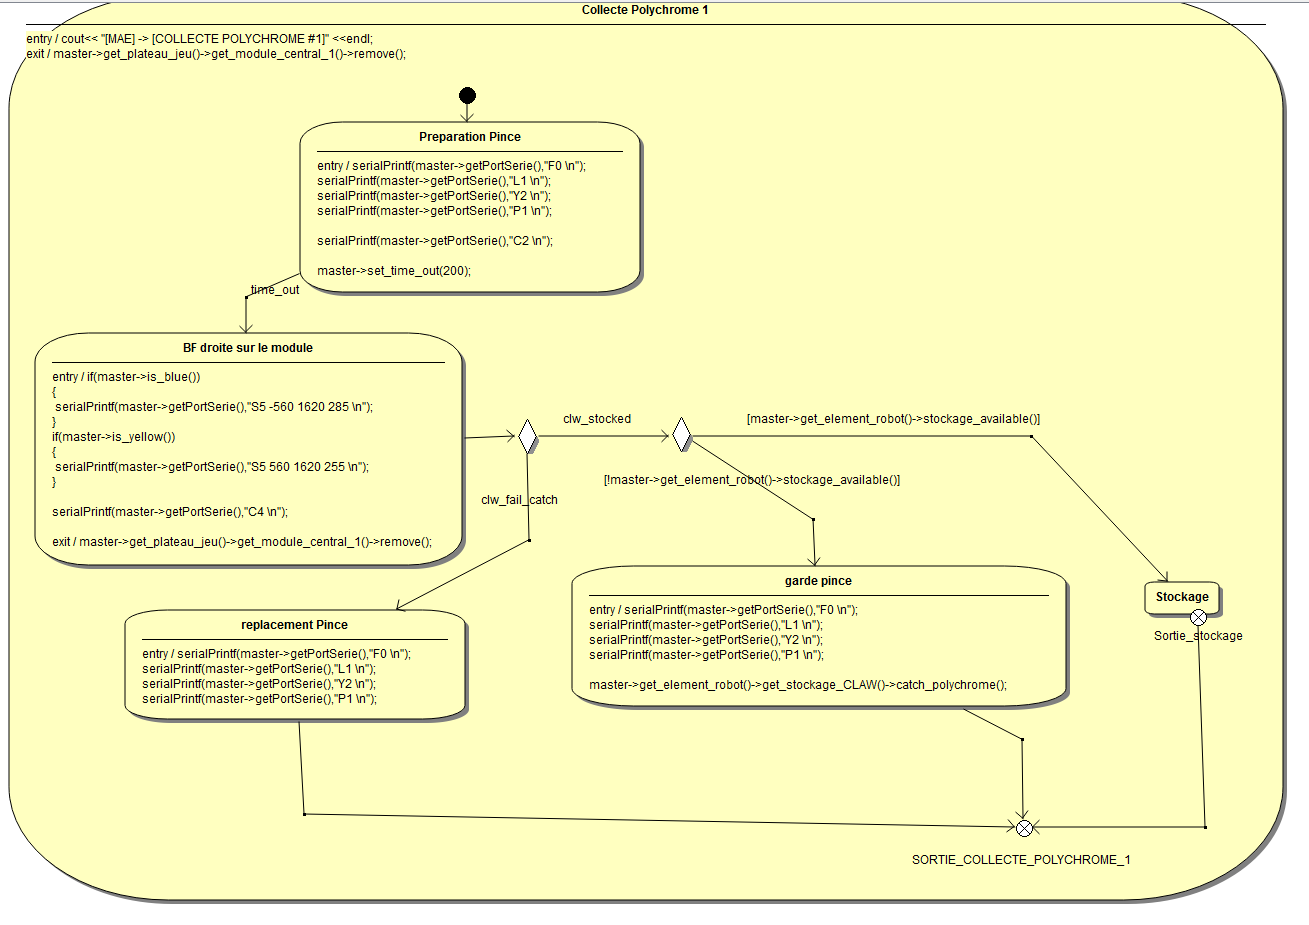 Collecte Polychrome 1
entry / cout<< "[MAE] -> [COLLECTE POLYCHROME #1]" <<endl;
exit / master->get_plateau_jeu()->get_module_central_1()->remove();
Preparation Pince
entry / serialPrintf(master->getPortSerie(),"F0 \n");
serialPrintf(master->getPortSerie(),"L1 \n");
serialPrintf(master->getPortSerie(),"Y2 \n");
serialPrintf(master->getPortSerie(),"P1 \n");
serialPrintf(master->getPortSerie(),"C2 \n");
master->set_time_out(200);
time_out
BF droite sur le module
entry / if(master->is_blue())
{
serialPrintf(master->getPortSerie(),"S5 -560 1620 285 \n");
}
if(master->is_yellow())
{
serialPrintf(master->getPortSerie(),"S5 560 1620 255 \n");
}
serialPrintf(master->getPortSerie(),"C4 \n");
exit / master->get_plateau_jeu()->get_module_central_1()->remove();
clw_stocked
[master->get_element_robot()->stockage_available()]
[!master->get_element_robot()->stockage_available()]
clw_fail_catch
replacement Pince
entry / serialPrintf(master->getPortSerie(),"F0 \n");
serialPrintf(master->getPortSerie(),"L1 \n");
serialPrintf(master->getPortSerie(),"Y2 \n");
serialPrintf(master->getPortSerie(),"P1 \n");
garde pince
entry / serialPrintf(master->getPortSerie(),"F0 \n");
serialPrintf(master->getPortSerie(),"L1 \n");
serialPrintf(master->getPortSerie(),"Y2 \n");
serialPrintf(master->getPortSerie(),"P1 \n");
master->get_element_robot()->get_stockage_CLAW()->catch_polychrome();
Stockage
Sortie_stockage
SORTIE_COLLECTE_POLYCHROME_1